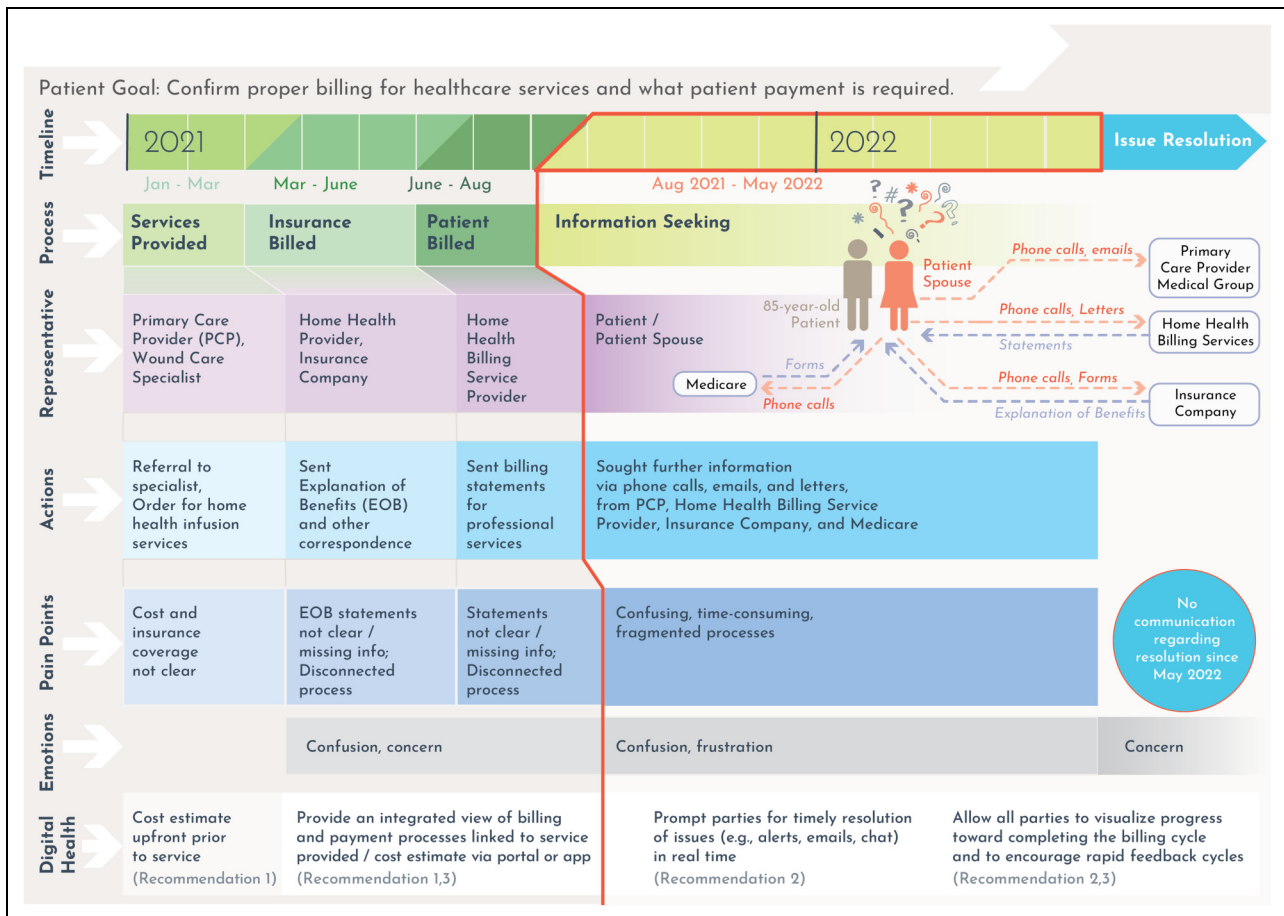 Patient Goal: Confirm proper billing for healthcare services and what patient payment is required.
Timeline
2021
2022
Issue Resolution
Jan - Mar
Mar - June
June - Aug
Aug 2021 - May 2022
Process
Services
Provided
Insurance
Billed
Patient
Billed
Information Seeking
? # * ? ? ? * !
Patient
Spouse
85-year-old
Patient
Phone calls, emails
Primary
Care Provider
Medical Group
Phone calls, Letters
Statements
Home Health
Billing Services
Phone calls, Forms
Explanation of Benefits
Insurance
Company
Forms
Medicare
Phone calls
Representative
Primary Care
Provider (PCP),
Wound Care
Specialist
Home Health
Provider,
Insurance
Company
Home
Health
Billing
Service
Provider
Patient /
Patient Spouse
Actions
Referral to
specialist,
Order for home
health infusion
services
Sent
Explanation of
Benefits (EOB)
and other
correspondence
Sent billing
statements
for
professional
services
Sought further information
via phone calls, emails, and letters,
from PCP, Home Health Billing Service
Provider, Insurance Company, and Medicare
Pain Points
Cost and
insurance
coverage
not clear
EOB statements
not clear /
missing info;
Disconnected
process
Statements
not clear /
missing info;
Disconnected
process
Confusing, time-consuming,
fragmented processes
No
communication
regarding
resolution since
May 2022
Emotions
Confusion, concern
Confusion, frustration
Concern
Digital
Health
Cost estimate
upfront prior
to service
(Recommendation 1)
Provide an integrated view of billing
and payment processes linked to service
provided / cost estimate via portal or app
(Recommendation 1,3)
Prompt parties for timely resolution
of issues (e.g., alerts, emails, chat)
in real time
(Recommendation 2)
Allow all parties to visualize progress
toward completing the billing cycle
and to encourage rapid feedback cycles
(Recommendation 2,3)